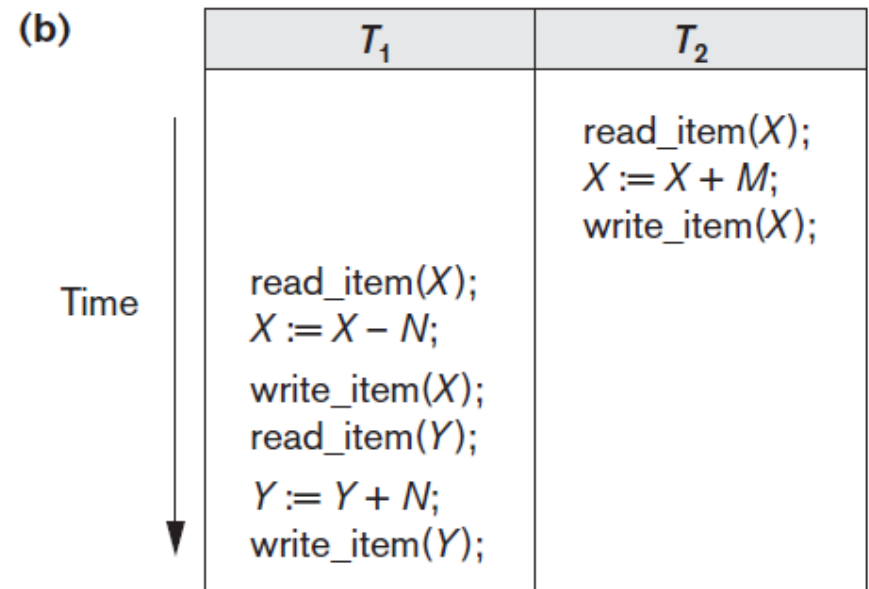 (b)
T1 T2
read_item(X);
X := X + M;
write_item(X);
Time
read_item(X);
X := X – N;
write_item(X);
read_item(Y);
Y := Y + N;
write_item(Y);